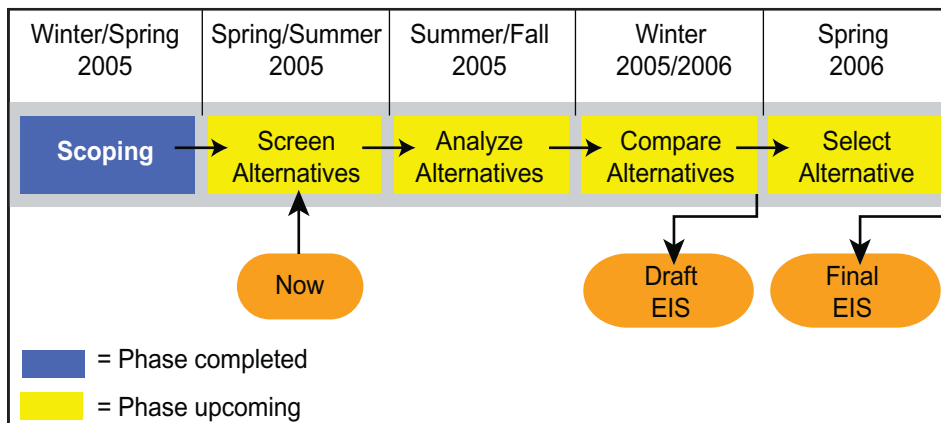 Winter/Spring
2005
Spring/Summer
2005
Summer/Fall
2005
Winter
2005/2006
Spring
2006
Scoping
Screen
Alternatives
Analyze
Alternatives
Compare
Alternatives
Select
Alternative
Now
Draft
EIS
Final
EIS
= Phase completed
= Phase upcoming